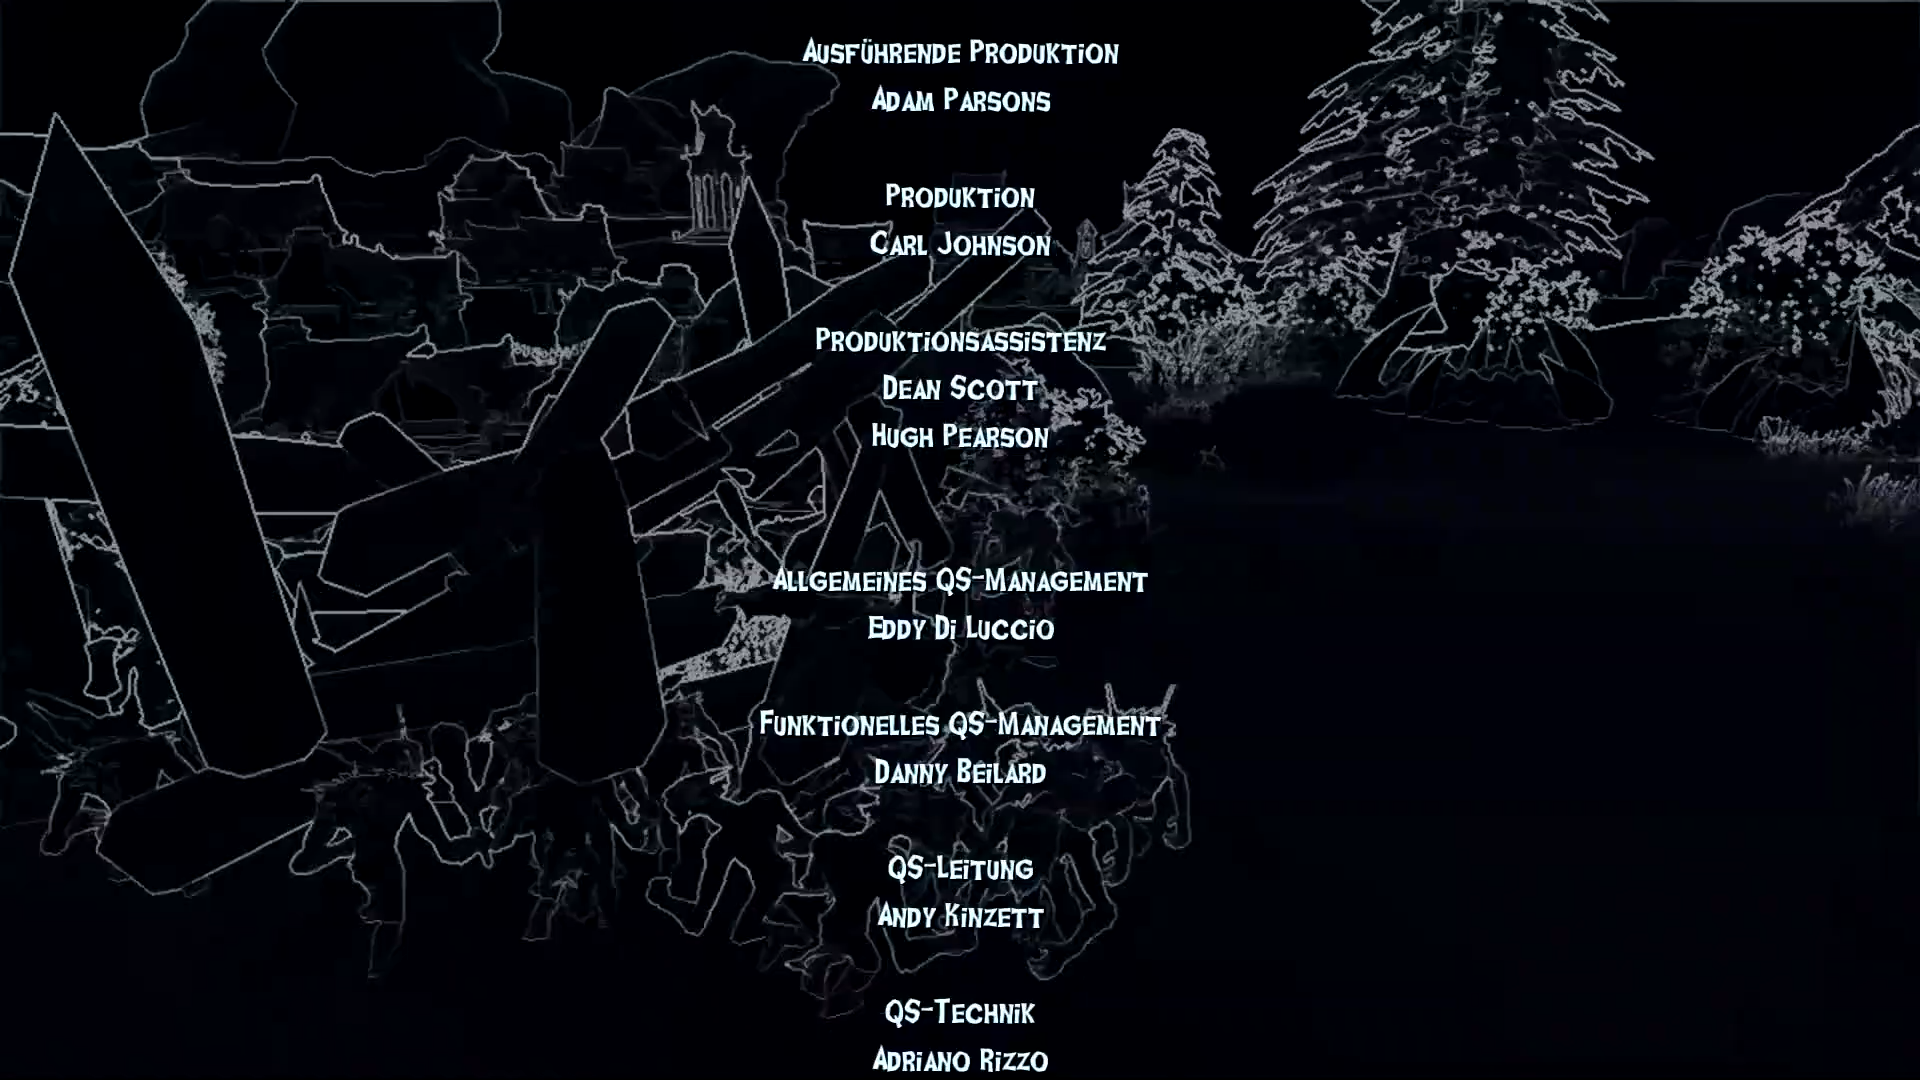 Ausführende Produktion
Adam Parsons
Produktion
Carl Johnson
Produktionsassistenz
Dean Scott
Hugh Pearson
Allgemeines QS-Management
Eddy Di Luccio
Funktionelles QS-Management
Danny Beilard
QS-Leitung
Andy Kinzett
QS-Technik
Adriano Rizzo